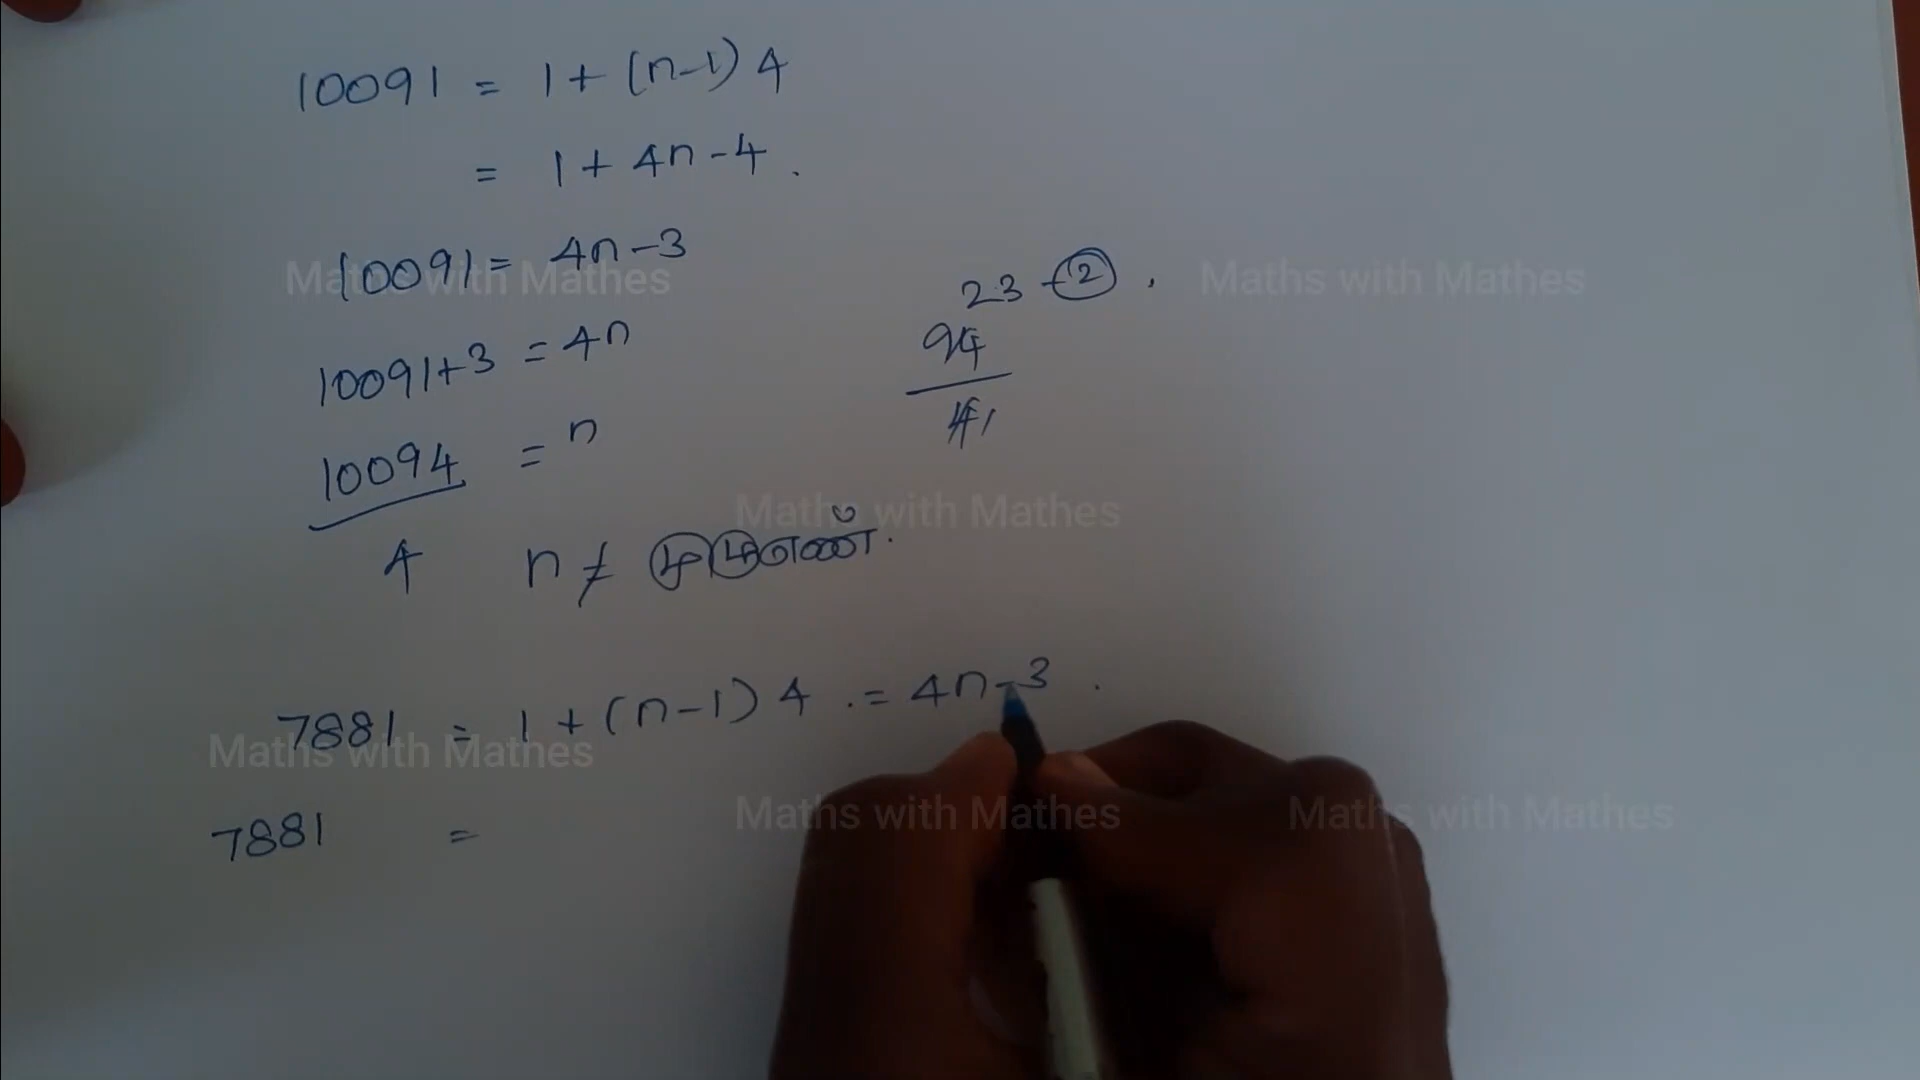 10091 = 1 + (n-1) 4
= 1 + 4n - 4 .
10091 = 4n - 3
10091+3 = 4n
10094 = n
4
n ≠
23 - 2 .
94
4
7881 = 1 + (n-1) 4 . = 4n - 3 .
7881 =
Maths with Mathes
Maths with Mathes
Maths with Mathes
Maths with Mathes
Maths with Mathes
Maths with Mathes